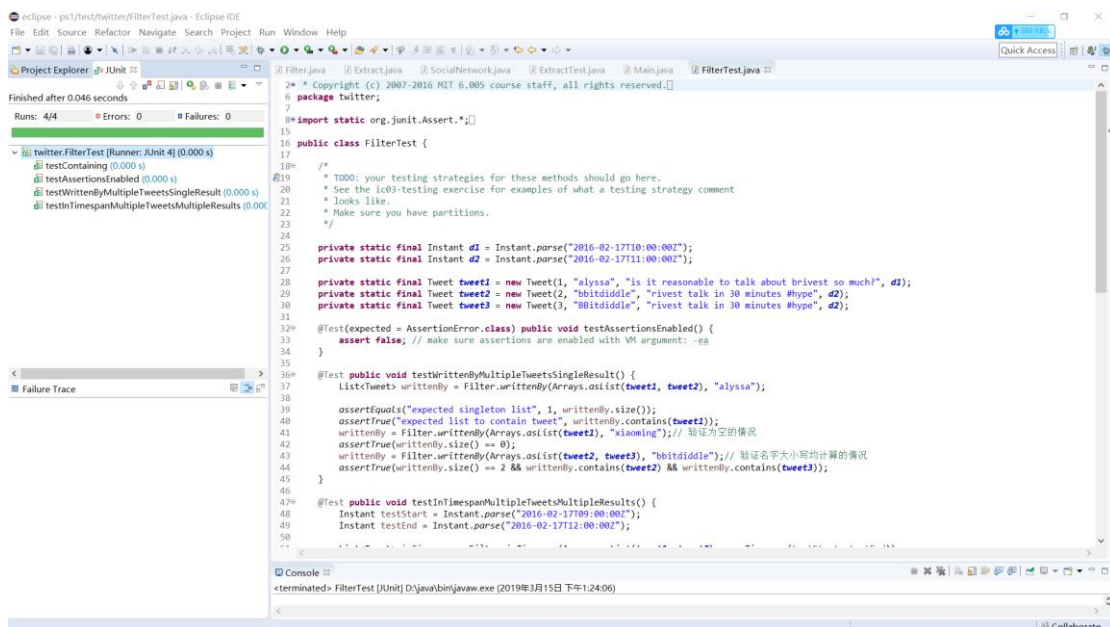 eclipse - ps1/test/twitter/FilterTest.java - Eclipse IDE
File Edit Source Refactor Navigate Search Project Run Window Help
Quick Access
Project Explorer JUnit
Finished after 0.046 seconds
Runs: 4/4 Errors: 0 Failures: 0
twitter.FilterTest [Runner: JUnit 4] (0.000 s)
testContaining (0.000 s)
testAssertionsEnabled (0.000 s)
testWrittenByMultipleTweetsSingleResult (0.000 s)
testInTimespanMultipleTweetsMultipleResults (0.000
Failure Trace
Filter.java Extract.java SocialNetwork.java ExtractTest.java Main.java FilterTest.java
2 * Copyright (c) 2007-2016 MIT 6.005 course staff, all rights reserved.
6 package twitter;
7
8 import static org.junit.Assert.*;
15
16 public class FilterTest {
17
18 /*
19 * TODO: your testing strategies for these methods should go here.
20 * See the ic03-testing exercise for examples of what a testing strategy comment
21 * looks like.
22 * Make sure you have partitions.
23 */
24
25 private static final Instant d1 = Instant.parse("2016-02-17T10:00:00Z");
26 private static final Instant d2 = Instant.parse("2016-02-17T11:00:00Z");
27
28 private static final Tweet tweet1 = new Tweet(1, "alyssa", "is it reasonable to talk about brivest so much?", d1);
29 private static final Tweet tweet2 = new Tweet(2, "bbitdiddle", "rivest talk in 30 minutes #hype", d2);
30 private static final Tweet tweet3 = new Tweet(3, "BBitdiddle", "rivest talk in 30 minutes #hype", d2);
31
32 @Test(expected = AssertionError.class) public void testAssertionsEnabled() {
33 assert false; // make sure assertions are enabled with VM argument: -ea
34 }
35
36 @Test public void testWrittenByMultipleTweetsSingleResult() {
37 List<Tweet> writtenBy = Filter.writtenBy(Arrays.asList(tweet1, tweet2), "alyssa");
38
39 assertEquals("expected singleton list", 1, writtenBy.size());
40 assertTrue("expected list to contain tweet", writtenBy.contains(tweet1));
41 writtenBy = Filter.writtenBy(Arrays.asList(tweet1), "xiaoming");// 验证为空的情况
42 assertTrue(writtenBy.size() == 0);
43 writtenBy = Filter.writtenBy(Arrays.asList(tweet2, tweet3), "bbitdiddle");// 验证名字大小写均计算的情况
44 assertTrue(writtenBy.size() == 2 && writtenBy.contains(tweet2) && writtenBy.contains(tweet3));
45 }
46
47 @Test public void testInTimespanMultipleTweetsMultipleResults() {
48 Instant testStart = Instant.parse("2016-02-17T09:00:00Z");
49 Instant testEnd = Instant.parse("2016-02-17T12:00:00Z");
50
Console
<terminated> FilterTest [JUnit] D:\java\bin\javaw.exe (2019年3月15日 下午1:24:06)